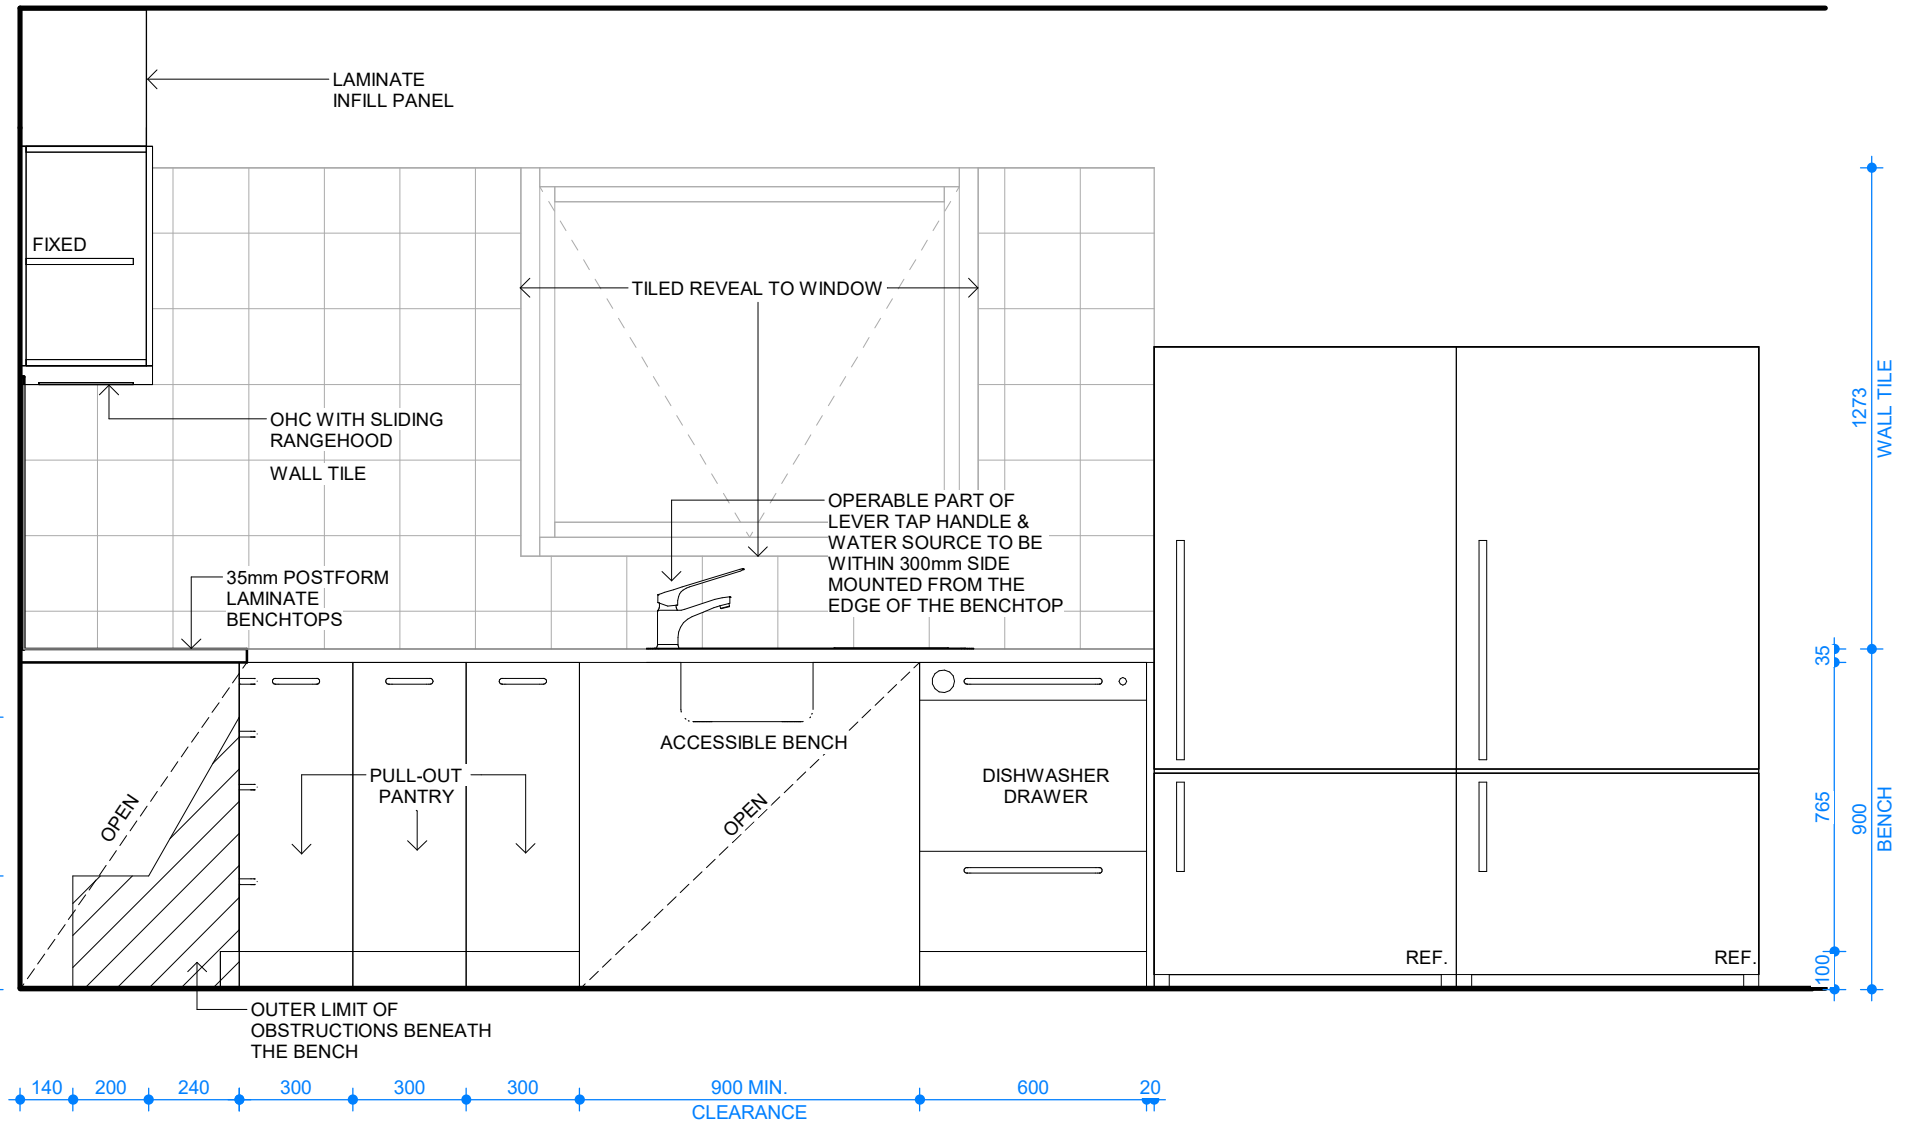 LAMINATE
INFILL PANEL
FIXED
TILED REVEAL TO WINDOW
OHC WITH SLIDING
RANGEHOOD
WALL TILE
OPERABLE PART OF
LEVER TAP HANDLE &
WATER SOURCE TO BE
WITHIN 300mm SIDE
MOUNTED FROM THE
EDGE OF THE BENCHTOP
35mm POSTFORM
LAMINATE
BENCHTOPS
1273
WALL TILE
35
ACCESSIBLE BENCH
PULL-OUT
PANTRY
OPEN
OPEN
DISHWASHER
DRAWER
765
900
BENCH
REF.
REF.
100
OUTER LIMIT OF
OBSTRUCTIONS BENEATH
THE BENCH
140 200 240 300 300 300 900 MIN. 600 20
CLEARANCE